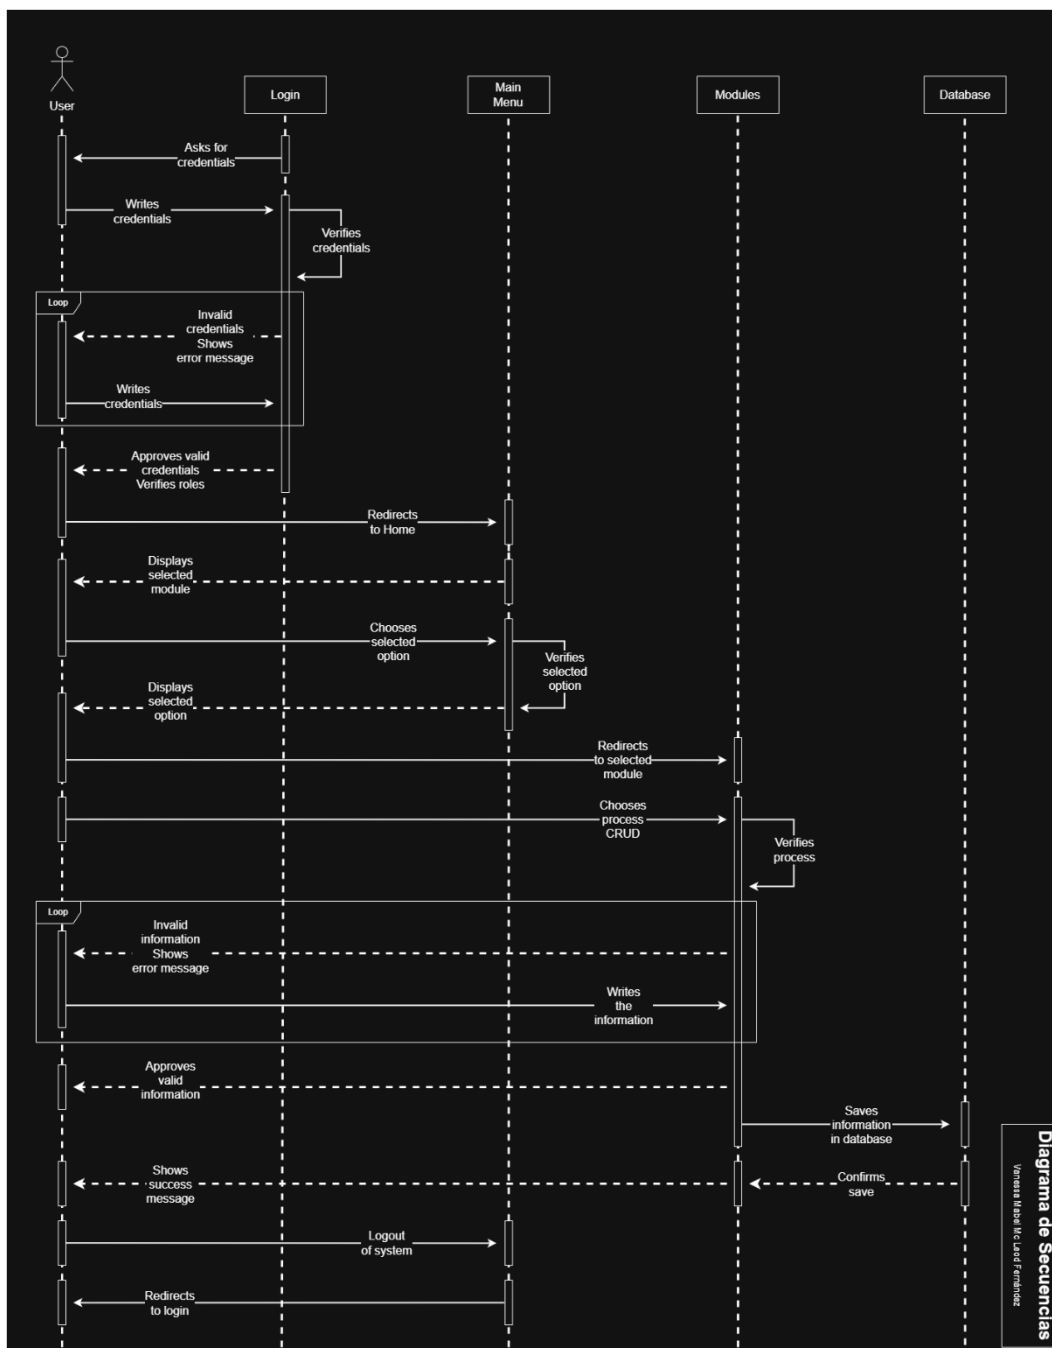 User
Login
Main
Menu
Modules
Database
Asks for
credentials
Writes
credentials
Verifies
credentials
Loop
Invalid
credentials
Shows
error message
Writes
credentials
Approves valid
credentials
Verifies roles
Redirects
to Home
Displays
selected
module
Chooses
selected
option
Verifies
selected
option
Displays
selected
option
Redirects
to selected
module
Chooses
process
CRUD
Verifies
process
Loop
Invalid
information
Shows
error message
Writes
the
information
Approves
valid
information
Saves
information
in database
Confirms
save
Shows
success
message
Logout
of system
Redirects
to login
Diagrama de Secuencias
Vanessa Mabel Mc Leod Fernández